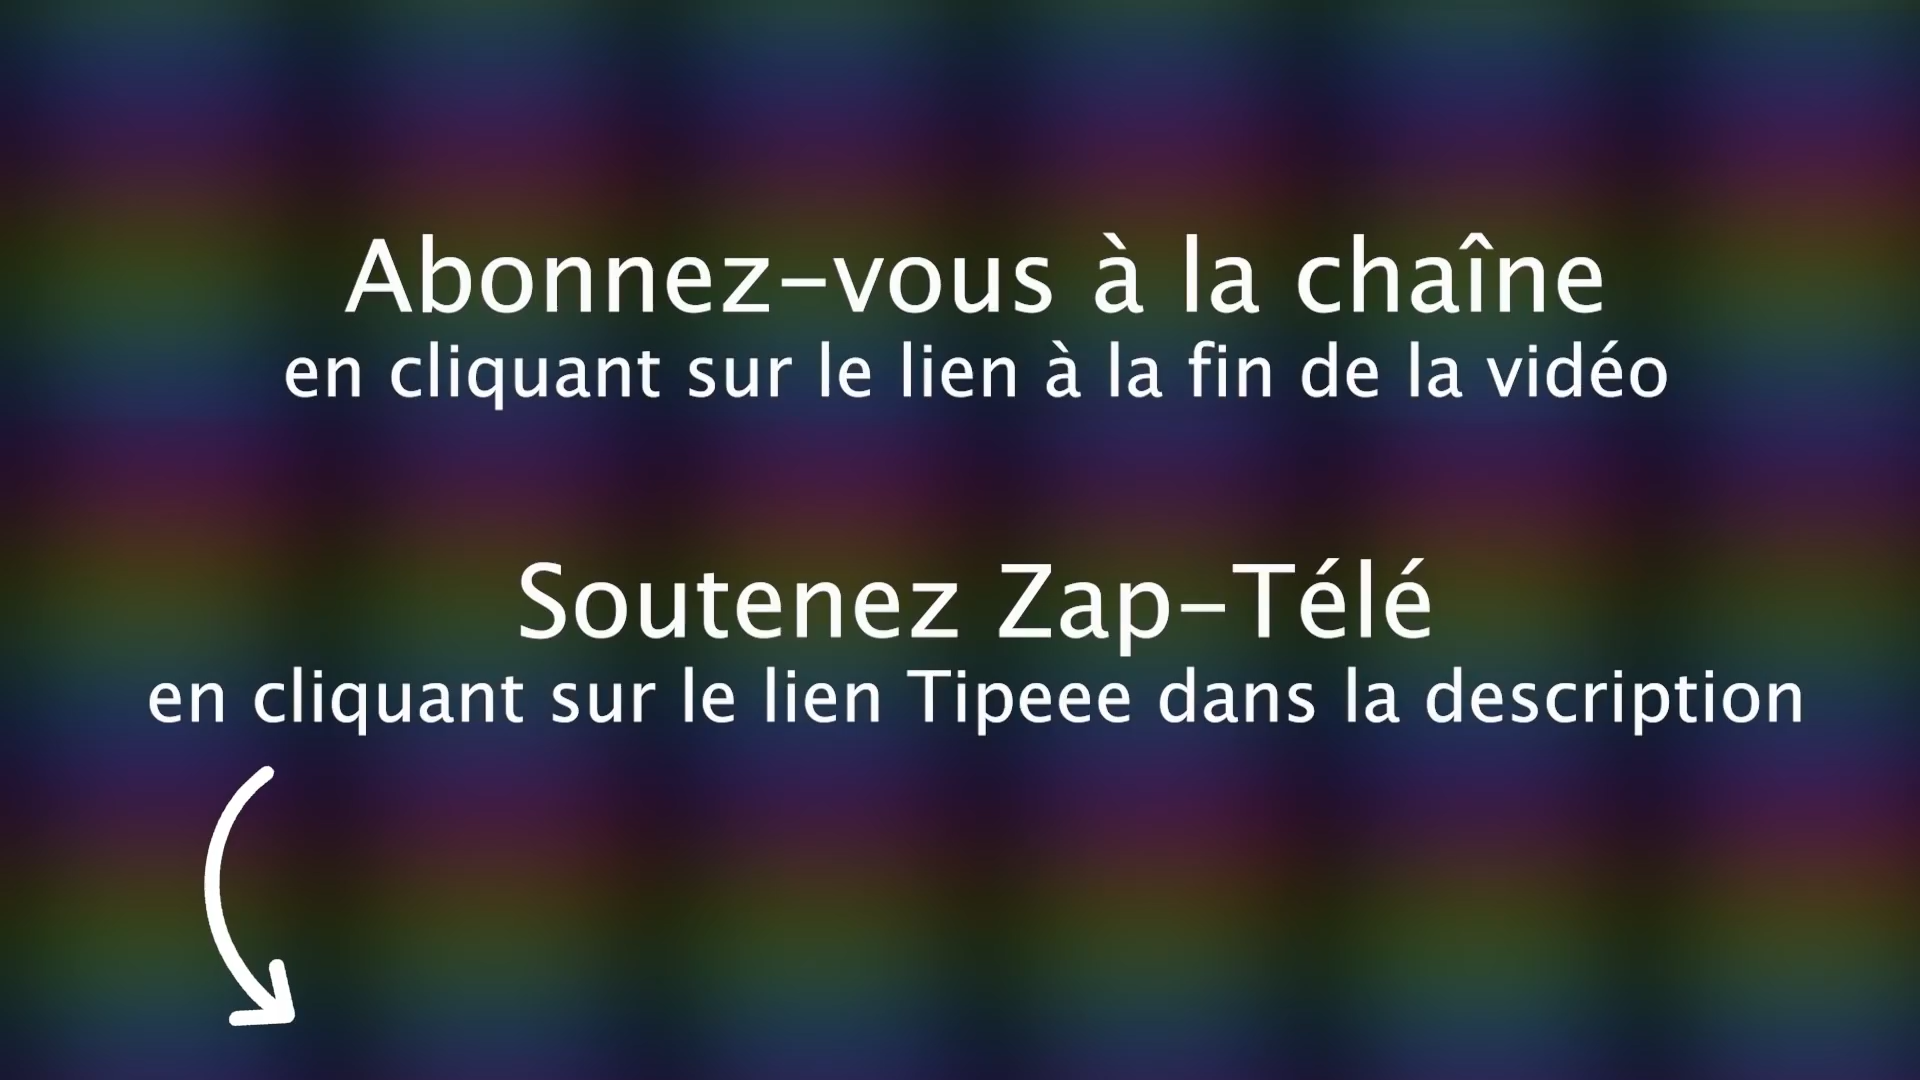 Abonnez-vous à la chaîne
en cliquant sur le lien à la fin de la vidéo
Soutenez Zap-Télé
en cliquant sur le lien Tipeee dans la description